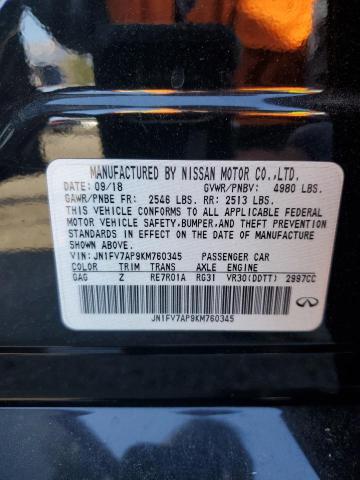 MANUFACTURED BY NISSAN MOTOR CO.,LTD.
DATE: 09/18 GVWR/PNBV: 4980 LBS.
GAWR/PNBE FR: 2546 LBS. RR: 2513 LBS.
THIS VEHICLE CONFORMS TO ALL APPLICABLE FEDERAL
MOTOR VEHICLE SAFETY,BUMPER,AND THEFT
PREVENTION STANDARDS IN EFFECT ON THE DATE OF MANUFACTURE
SHOWN ABOVE.
VIN: JN1FV7AP9KM760345 PASSENGER CAR
COLOR TRIM TRANS AXLE ENGINE
GAG Z RE7R01A RG31 VR30(DDTT) 2997CC
JN1FV7AP9KM760345